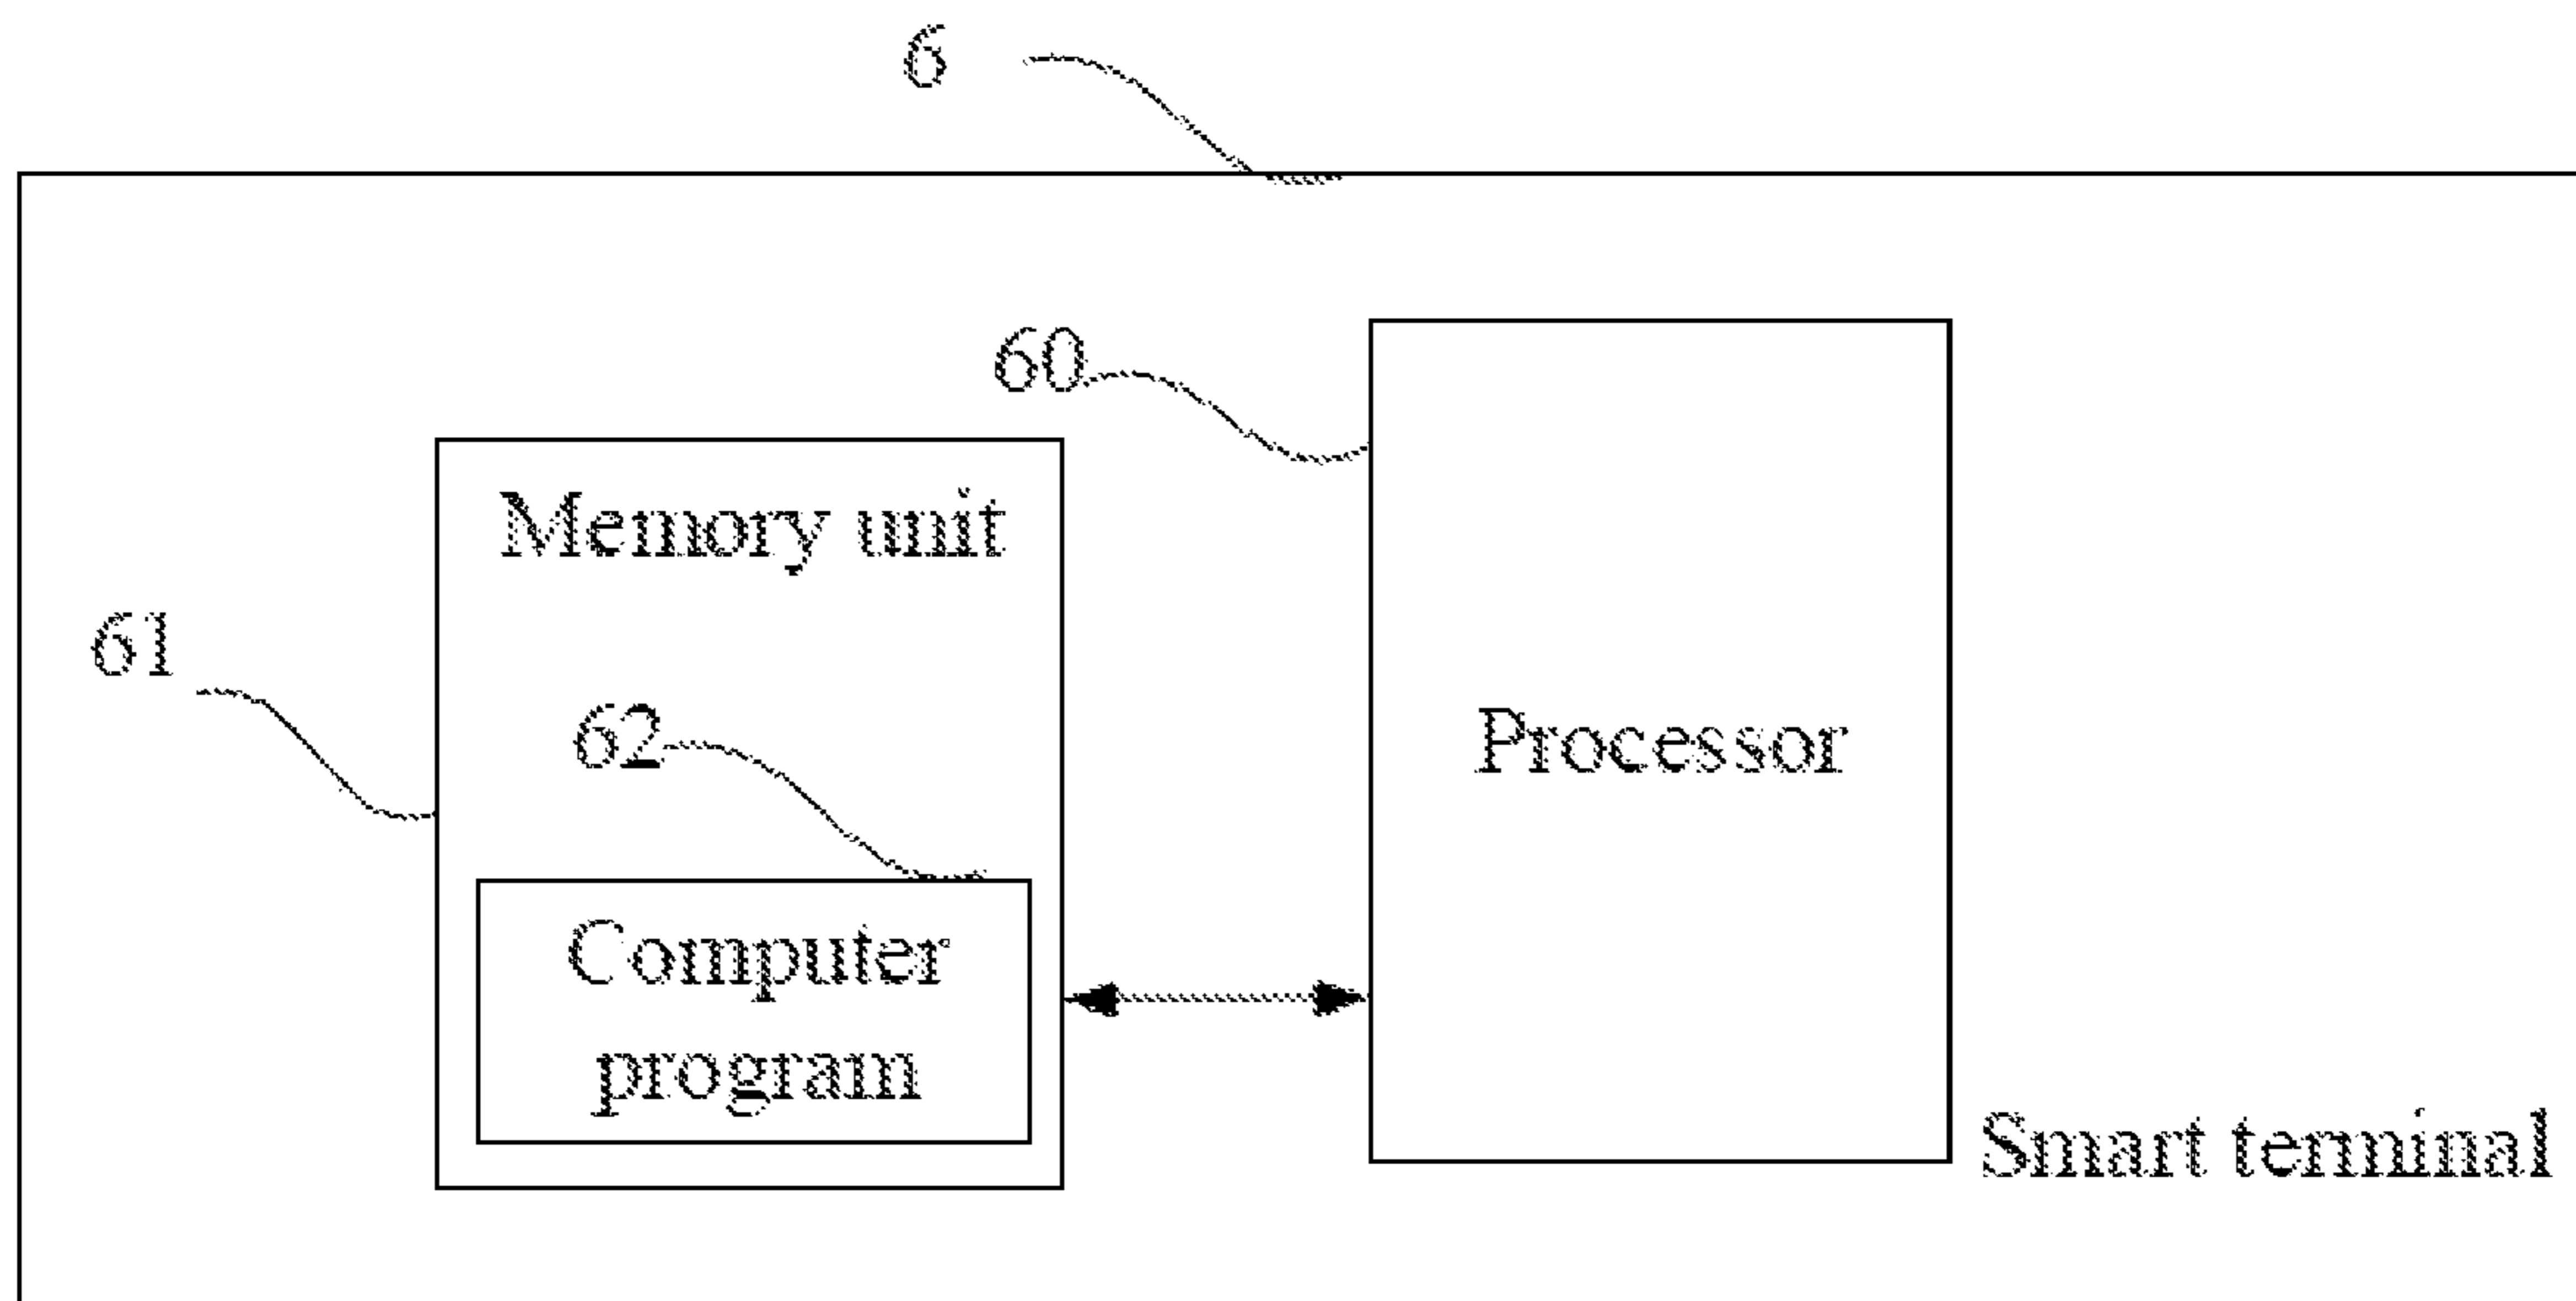 6
60
Memory unit
61
62
Processor
Computer
program
Smart terminal